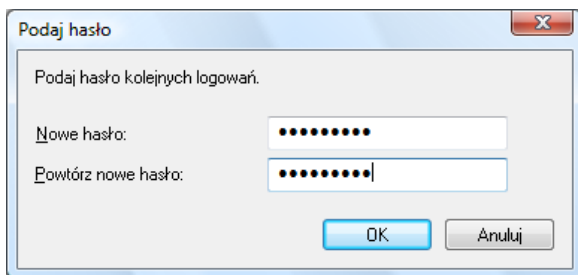 Podaj hasło
Podaj hasło kolejnych logowań.
Nowe hasło: •••••••••
Powtórz nowe hasło: •••••••••
OK Anuluj